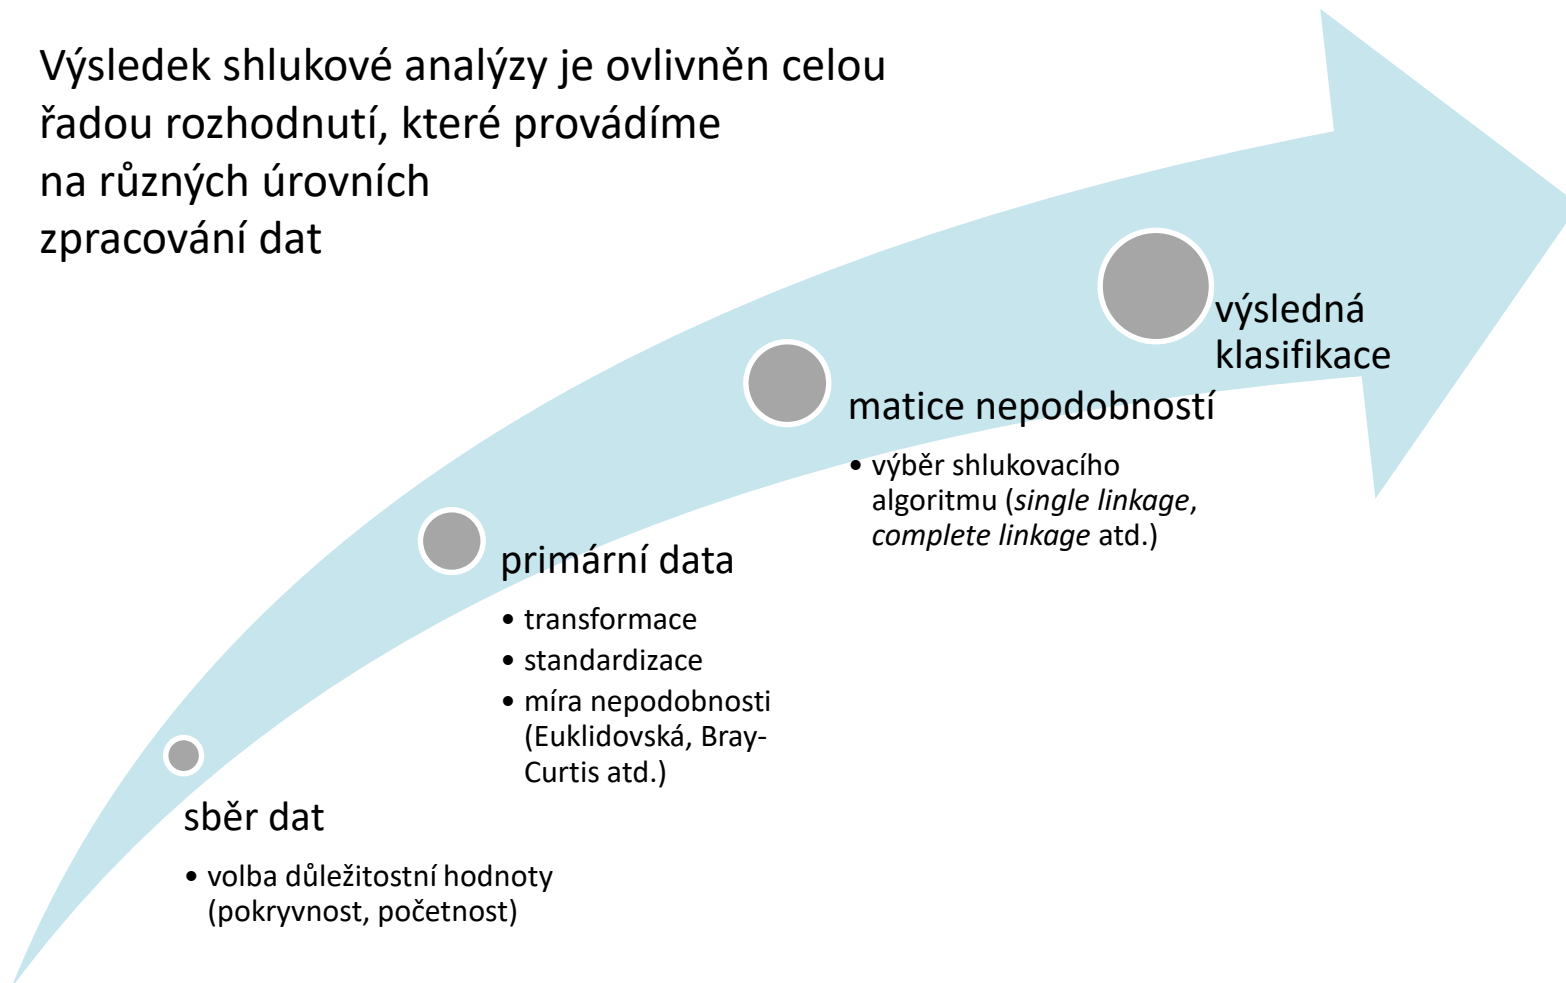 Výsledek shlukové analýzy je ovlivněn celou
řadou rozhodnutí, které provádíme
na různých úrovních
zpracování dat
výsledná
klasifikace
matice nepodobností
• výběr shlukovacího
algoritmu (single linkage,
complete linkage atd.)
primární data
• transformace
• standardizace
• míra nepodobnosti
(Euklidovská, Bray-
Curtis atd.)
sběr dat
• volba důležitostní hodnoty
(pokryvnost, početnost)